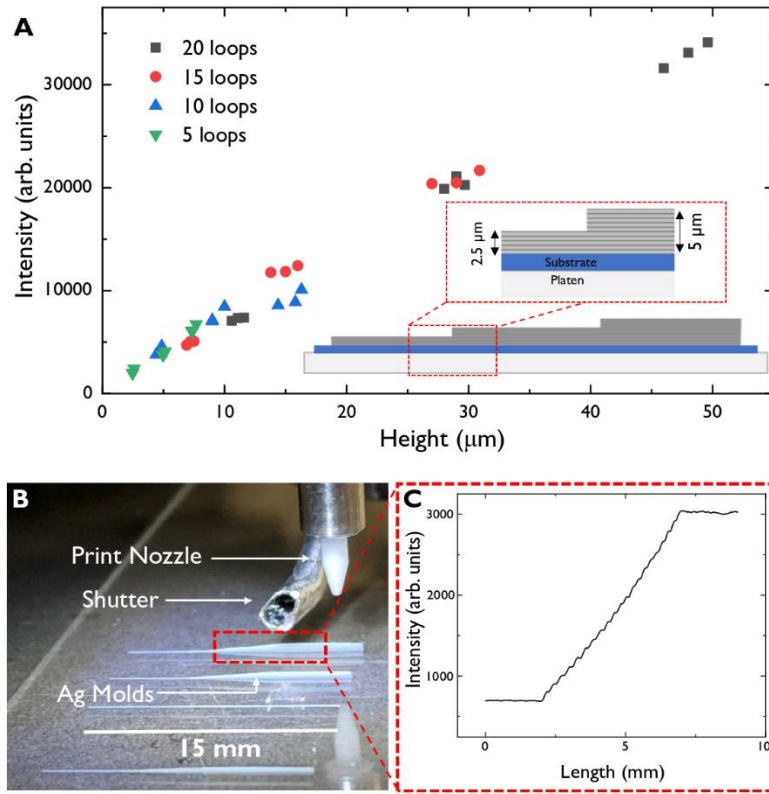 A
20 loops
15 loops
10 loops
5 loops
Intensity (arb. units)
30000
20000
10000
0
0 10 20 30 40 50
Height (μm)
2.5 μm
5 μm
Substrate
Platen
B
Print Nozzle
Shutter
Ag Molds
15 mm
C
Intensity (arb. units)
3000
2000
1000
0 5 10
Length (mm)